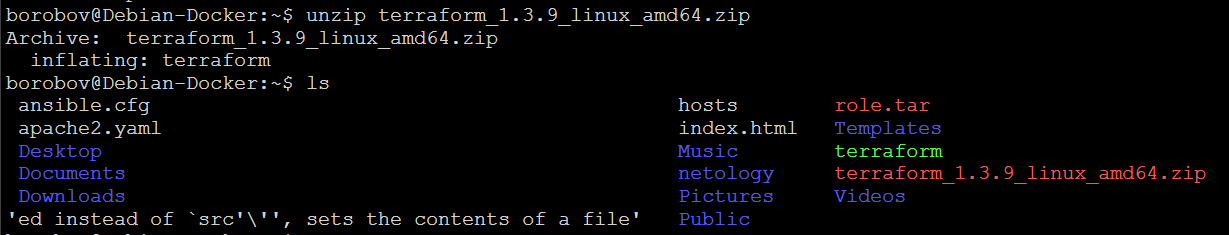 borobov@Debian-Docker:~$ unzip terraform_1.3.9_linux_amd64.zip
Archive:  terraform_1.3.9_linux_amd64.zip
  inflating: terraform
borobov@Debian-Docker:~$ ls
 ansible.cfg                                            hosts        role.tar
 apache2.yaml                                           index.html   Templates
 Desktop                                                Music        terraform
 Documents                                              netology     terraform_1.3.9_linux_amd64.zip
 Downloads                                              Pictures     Videos
'ed instead of `src'\'', sets the contents of a file'   Public